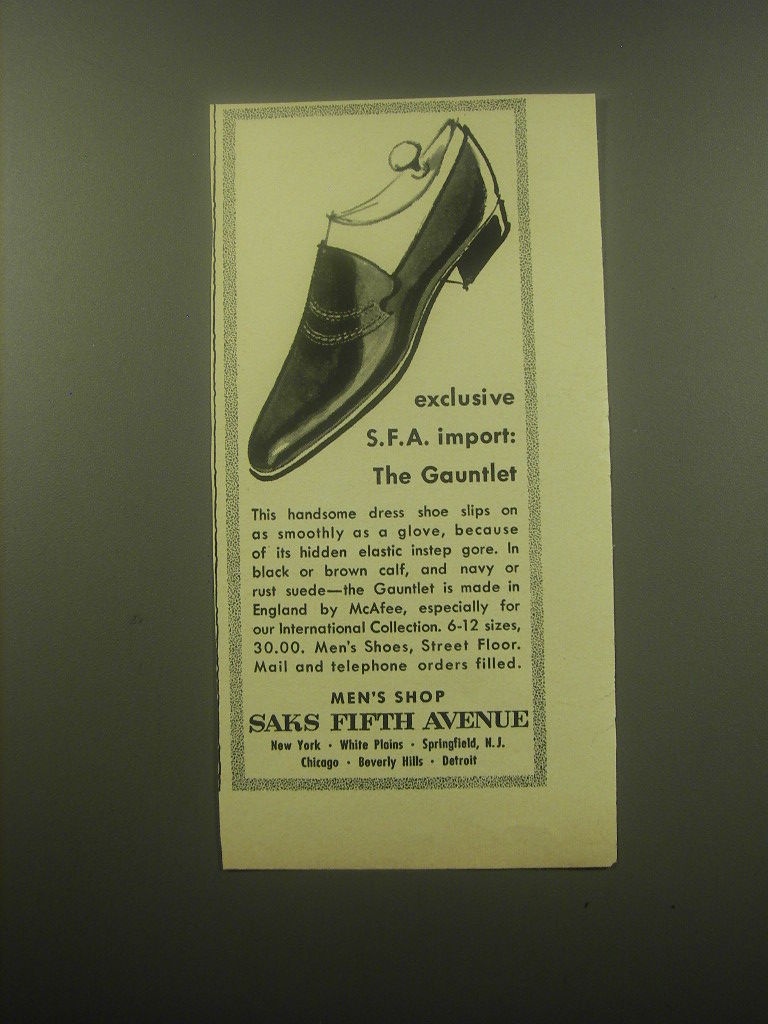 exclusive
S.F.A. import:
The Gauntlet
This handsome dress shoe slips on
as smoothly as a glove, because
of its hidden elastic instep gore. In
black or brown calf, and navy or
rust suede—the Gauntlet is made in
England by McAfee, especially for
our International Collection. 6-12 sizes,
30.00. Men's Shoes, Street Floor.
Mail and telephone orders filled.
MEN'S SHOP
SAKS FIFTH AVENUE
New York · White Plains · Springfield, N.J.
Chicago · Beverly Hills · Detroit